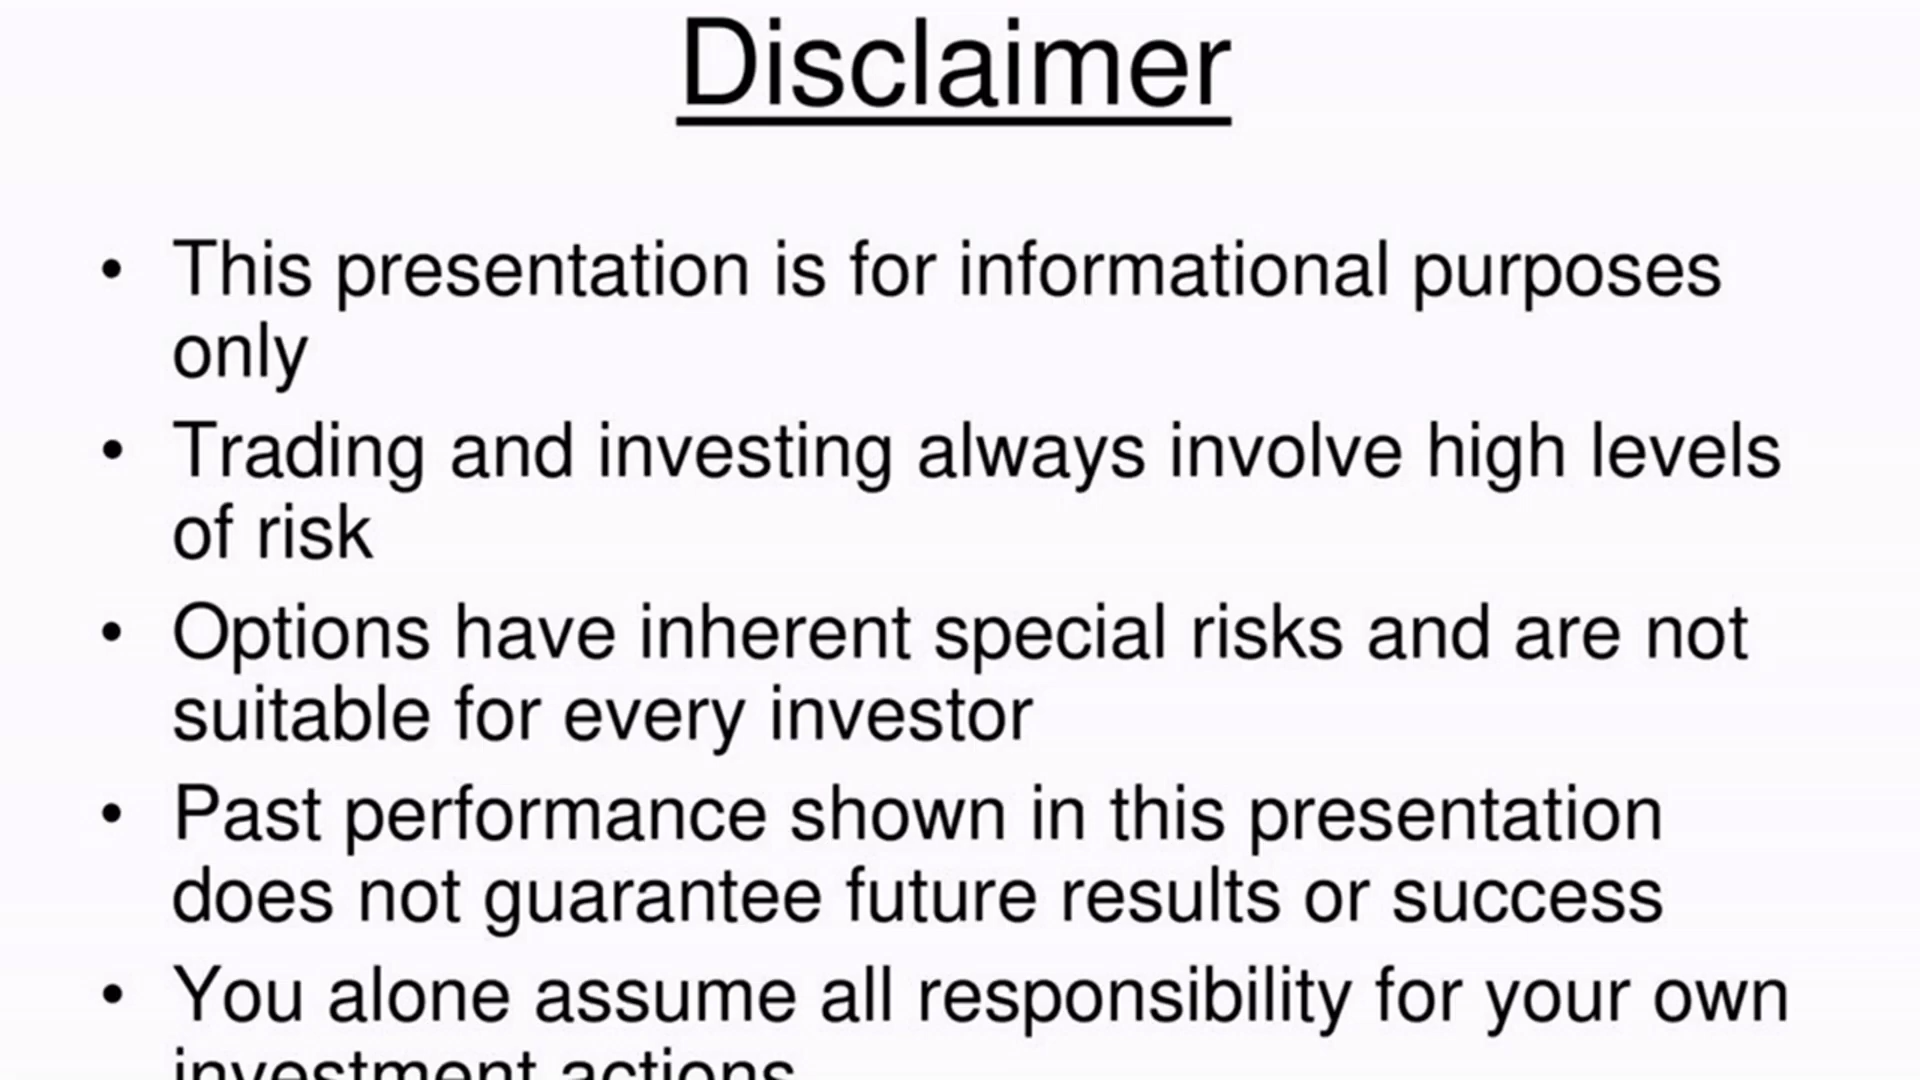 Disclaimer
• This presentation is for informational purposes
only
• Trading and investing always involve high levels
of risk
• Options have inherent special risks and are not
suitable for every investor
• Past performance shown in this presentation
does not guarantee future results or success
• You alone assume all responsibility for your own
investment actions